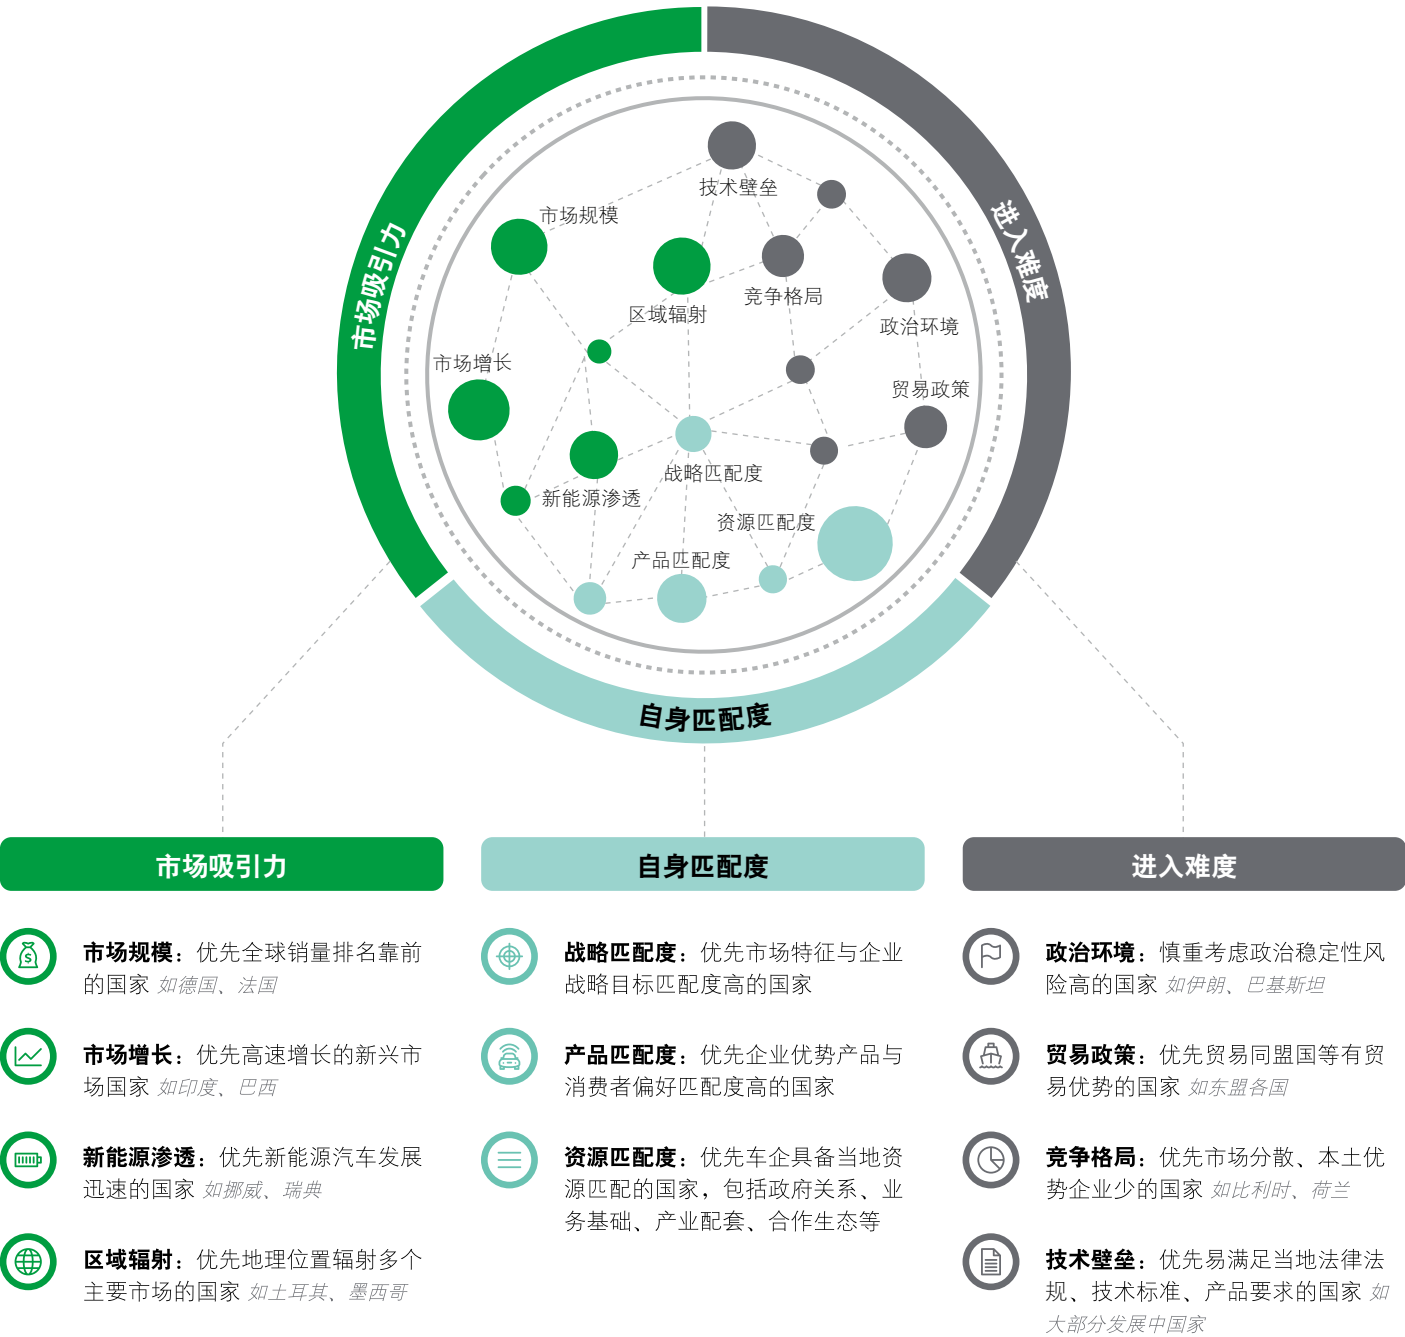 市场吸引力
进入难度
自身匹配度
技术壁垒
市场规模
区域辐射
竞争格局
政治环境
市场增长
贸易政策
战略匹配度
新能源渗透
资源匹配度
产品匹配度
市场吸引力
市场规模：优先全球销量排名靠前
的国家 如德国、法国
市场增长：优先高速增长的新兴市
场国家 如印度、巴西
新能源渗透：优先新能源汽车发展
迅速的国家 如挪威、瑞典
区域辐射：优先地理位置辐射多个
主要市场的国家 如土耳其、墨西哥
自身匹配度
战略匹配度：优先市场特征与企业
战略目标匹配度高的国家
产品匹配度：优先企业优势产品与
消费者偏好匹配度高的国家
资源匹配度：优先车企具备当地资
源匹配的国家，包括政府关系、业
务基础、产业配套、合作生态等
进入难度
政治环境：慎重考虑政治稳定性风
险高的国家 如伊朗、巴基斯坦
贸易政策：优先贸易同盟国等有贸
易优势的国家 如东盟各国
竞争格局：优先市场分散、本土优
势企业少的国家 如比利时、荷兰
技术壁垒：优先易满足当地法律法
规、技术标准、产品要求的国家 如
大部分发展中国家